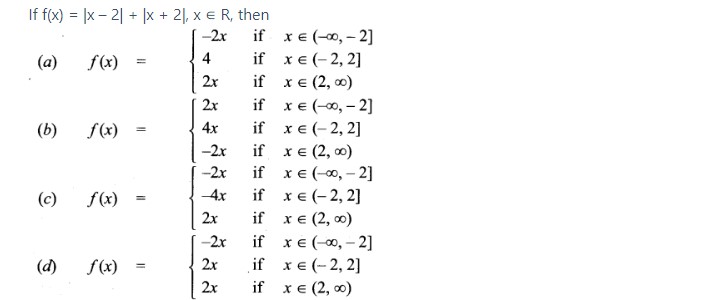 If f(x) = |x – 2| + |x + 2|, x ∈ R, then
–2x if x ∈ (–∞, – 2]
(a) f(x) = 4 if x ∈ (– 2, 2]
2x if x ∈ (2, ∞)
2x if x ∈ (–∞, – 2]
(b) f(x) = 4x if x ∈ (– 2, 2]
–2x if x ∈ (2, ∞)
–2x if x ∈ (–∞, – 2]
(c) f(x) = –4x if x ∈ (– 2, 2]
2x if x ∈ (2, ∞)
–2x if x ∈ (–∞, – 2]
(d) f(x) = 2x if x ∈ (– 2, 2]
2x if x ∈ (2, ∞)